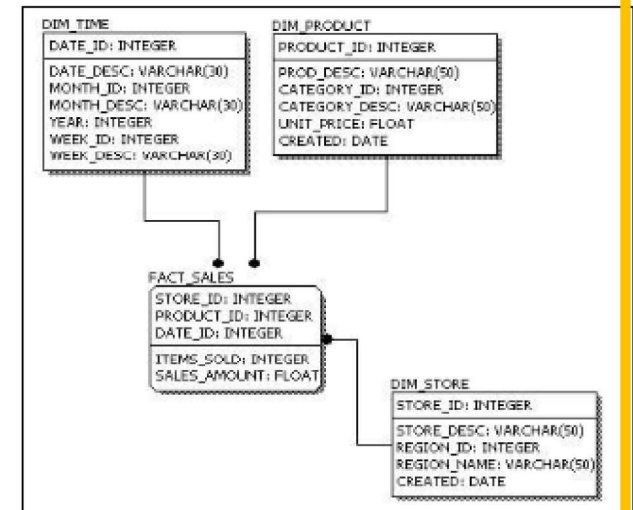 DIM_TIME
DATE_ID: INTEGER
DATE_DESC: VARCHAR(30)
MONTH_ID: INTEGER
MONTH_DESC: VARCHAR(30)
YEAR: INTEGER
WEEK_ID: INTEGER
WEEK_DESC: VARCHAR(30)
DIM_PRODUCT
PRODUCT_ID: INTEGER
PROD_DESC: VARCHAR(50)
CATEGORY_ID: INTEGER
CATEGORY_DESC: VARCHAR(50)
UNIT_PRICE: FLOAT
CREATED: DATE
FACT_SALES
STORE_ID: INTEGER
PRODUCT_ID: INTEGER
DATE_ID: INTEGER
ITEMS_SOLD: INTEGER
SALES_AMOUNT: FLOAT
DIM_STORE
STORE_ID: INTEGER
STORE_DESC: VARCHAR(50)
REGION_ID: INTEGER
REGION_NAME: VARCHAR(50)
CREATED: DATE